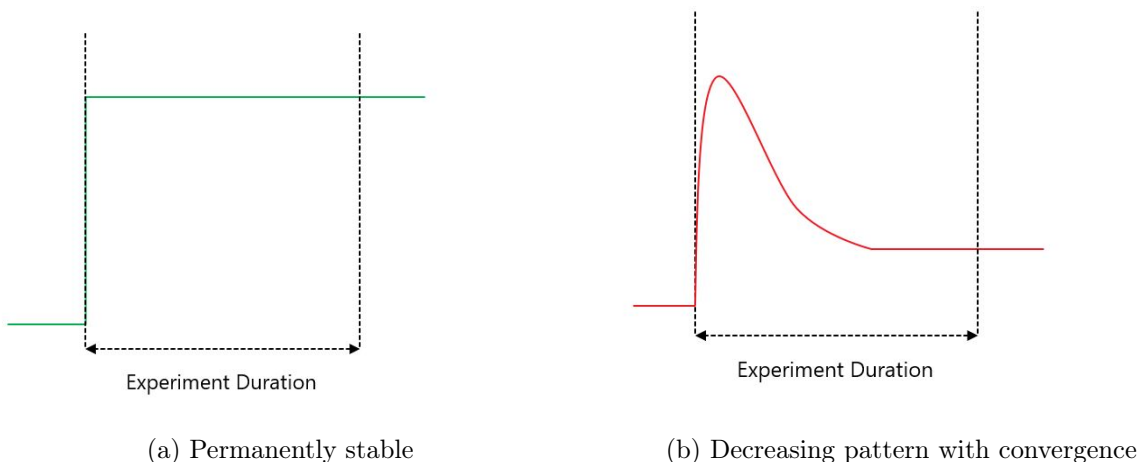 Experiment Duration
Experiment Duration
(a) Permanently stable
(b) Decreasing pattern with convergence